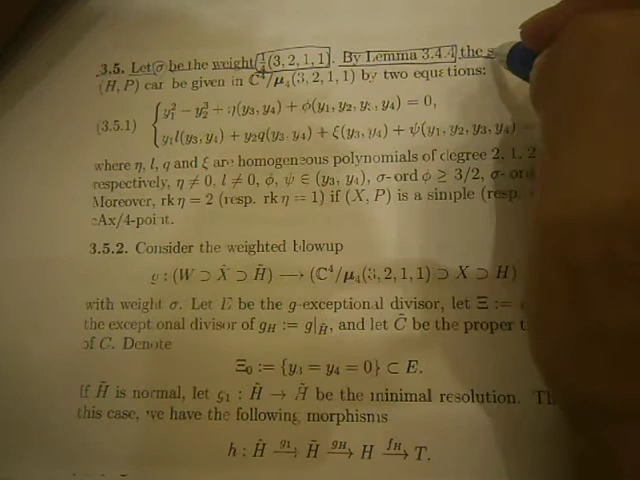 3.5. Let σ be the weight ¼(3, 2, 1, 1). By Lemma 3.4.4 the
(H, P) can be given in ℂ⁴/μ₄(3, 2, 1, 1) by two equations:
(3.5.1) { y₁² − y₂³ + η(y₃, y₄) + φ(y₁, y₂, y₃, y₄) = 0,
y₁l(y₃, y₄) + y₂q(y₃, y₄) + ξ(y₃, y₄) + ψ(y₁, y₂, y₃, y₄)
where η, l, q and ξ are homogeneous polynomials of degree 2, 1, 2
respectively, η ≠ 0, l ≠ 0, φ, ψ ∈ (y₃, y₄), σ-ord φ ≥ 3/2, σ-
Moreover, rk η = 2 (resp. rk η = 1) if (X, P) is a simple (resp.
cAx/4-point.
3.5.2. Consider the weighted blowup
g : (W ⊃ X̃ ⊃ H̃) ⟶ (ℂ⁴/μ₄(3, 2, 1, 1) ⊃ X ⊃ H)
with weight σ. Let E be the g-exceptional divisor, let Ξ :=
the exceptional divisor of g_H := g|_H̃, and let C̃ be the proper
of C. Denote
Ξ₀ := {y₃ = y₄ = 0} ⊂ E.
If H̃ is normal, let g₁ : Ĥ → H̃ be the minimal resolution.
this case, we have the following morphisms
h : Ĥ —g₁→ H̃ —g_H→ H —f_H→ T.